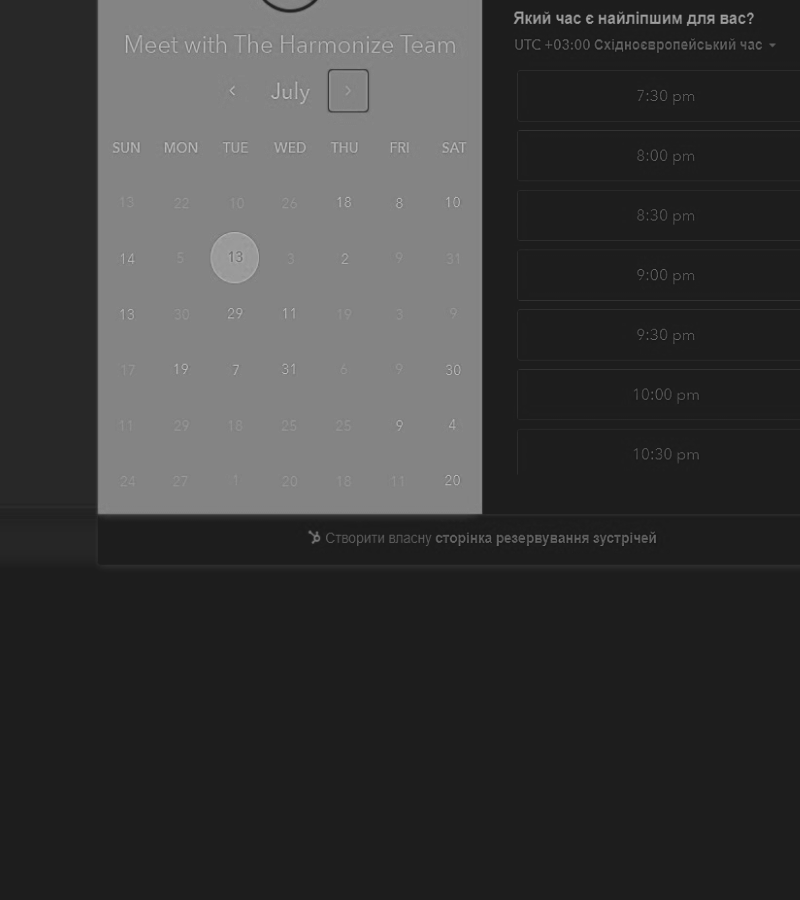 Meet with The Harmonize Team
July
SUN MON TUE WED THU FRI SAT
13 22 10 26 18 8 10
14 5 13 3 2 9 31
13 30 29 11 19 3 9
17 19 7 31 6 9 30
11 29 18 25 25 9 4
24 27 1 20 18 11 20
Який час є найліпшим для вас?
UTC +03:00 Східноєвропейський час
7:30 pm
8:00 pm
8:30 pm
9:00 pm
9:30 pm
10:00 pm
10:30 pm
Створити власну сторінка резервування зустрічей